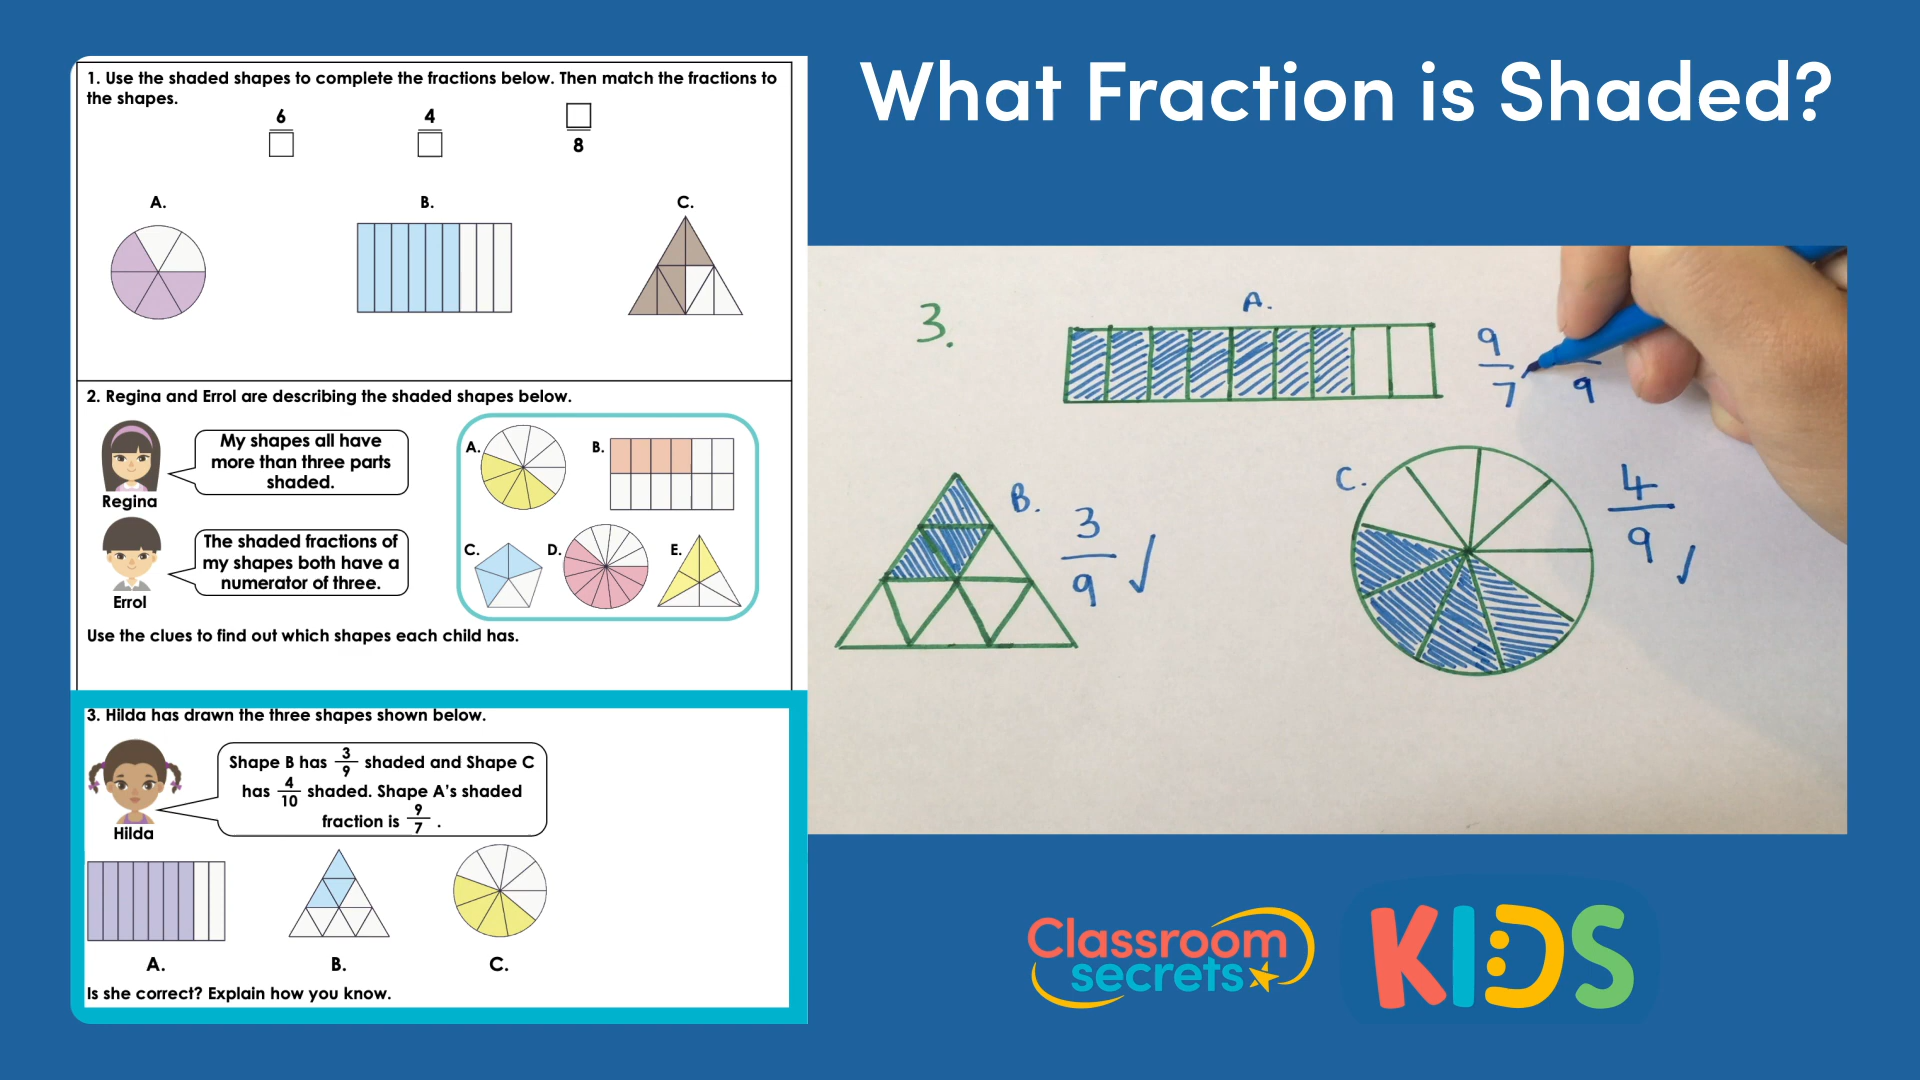 What Fraction is Shaded?
1. Use the shaded shapes to complete the fractions below. Then match the fractions to
the shapes.
6 4
8
A. B. C.
2. Regina and Errol are describing the shaded shapes below.
My shapes all have
more than three parts
shaded.
Regina
The shaded fractions of
my shapes both have a
numerator of three.
Errol
A. B.
C. D. E.
Use the clues to find out which shapes each child has.
3. Hilda has drawn the three shapes shown below.
Shape B has 3/9 shaded and Shape C
has 4/10 shaded. Shape A's shaded
fraction is 9/7 .
Hilda
A. B. C.
Is she correct? Explain how you know.
3.
A.
9/7
9
B.
3/9 ✓
C.
4/9 ✓
Classroom
secrets
KIDS